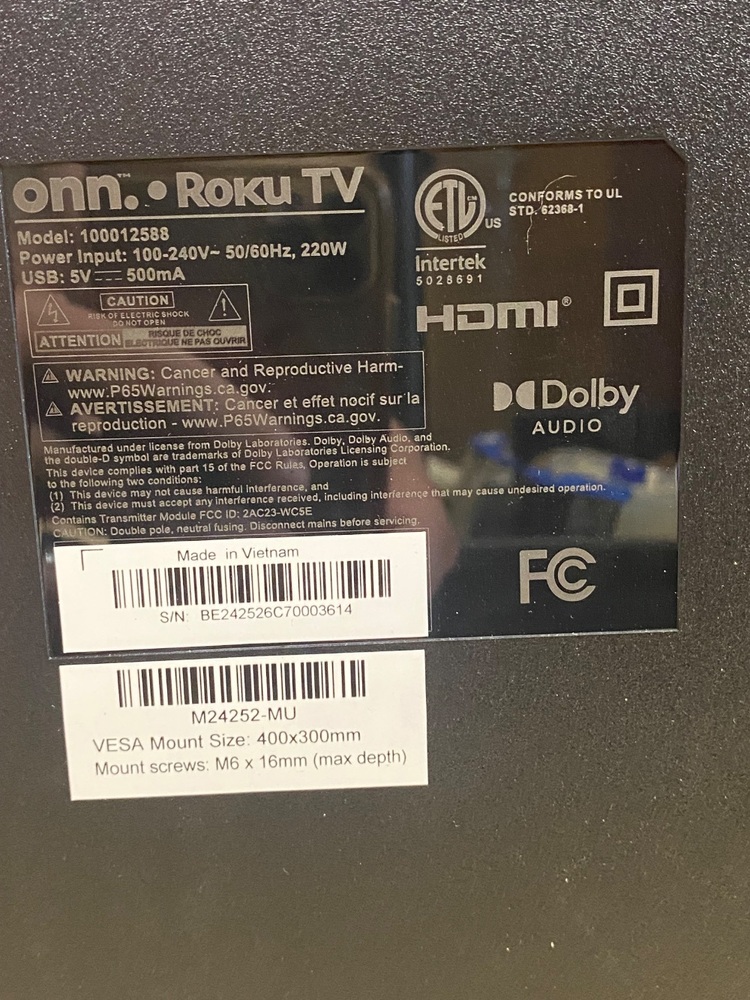 onn.™ • Roku TV
Model: 100012588
Power Input: 100-240V~ 50/60Hz, 220W
USB: 5V⎓ 500mA
CAUTION
RISK OF ELECTRIC SHOCK
DO NOT OPEN
ATTENTION
RISQUE DE CHOC
ÉLECTRIQUE NE PAS OUVRIR
WARNING: Cancer and Reproductive Harm-
www.P65Warnings.ca.gov.
AVERTISSEMENT: Cancer et effet nocif sur la
reproduction - www.P65Warnings.ca.gov.
Manufactured under license from Dolby Laboratories. Dolby, Dolby Audio, and
the double-D symbol are trademarks of Dolby Laboratories Licensing Corporation.
This device complies with part 15 of the FCC Rules, Operation is subject
to the following two conditions:
(1) This device may not cause harmful interference, and
(2) This device must accept any interference received, including interference that may cause undesired operation.
Contains Transmitter Module FCC ID: 2AC23-WC5E
CAUTION: Double pole, neutral fusing. Disconnect mains before servicing.
ETL CM
LISTED
US
CONFORMS TO UL
STD. 62368-1
Intertek
5028691
HDMI®
Dolby
AUDIO
FC
Made in Vietnam
S/N: BE242526C70003614
M24252-MU
VESA Mount Size: 400x300mm
Mount screws: M6 x 16mm (max depth)